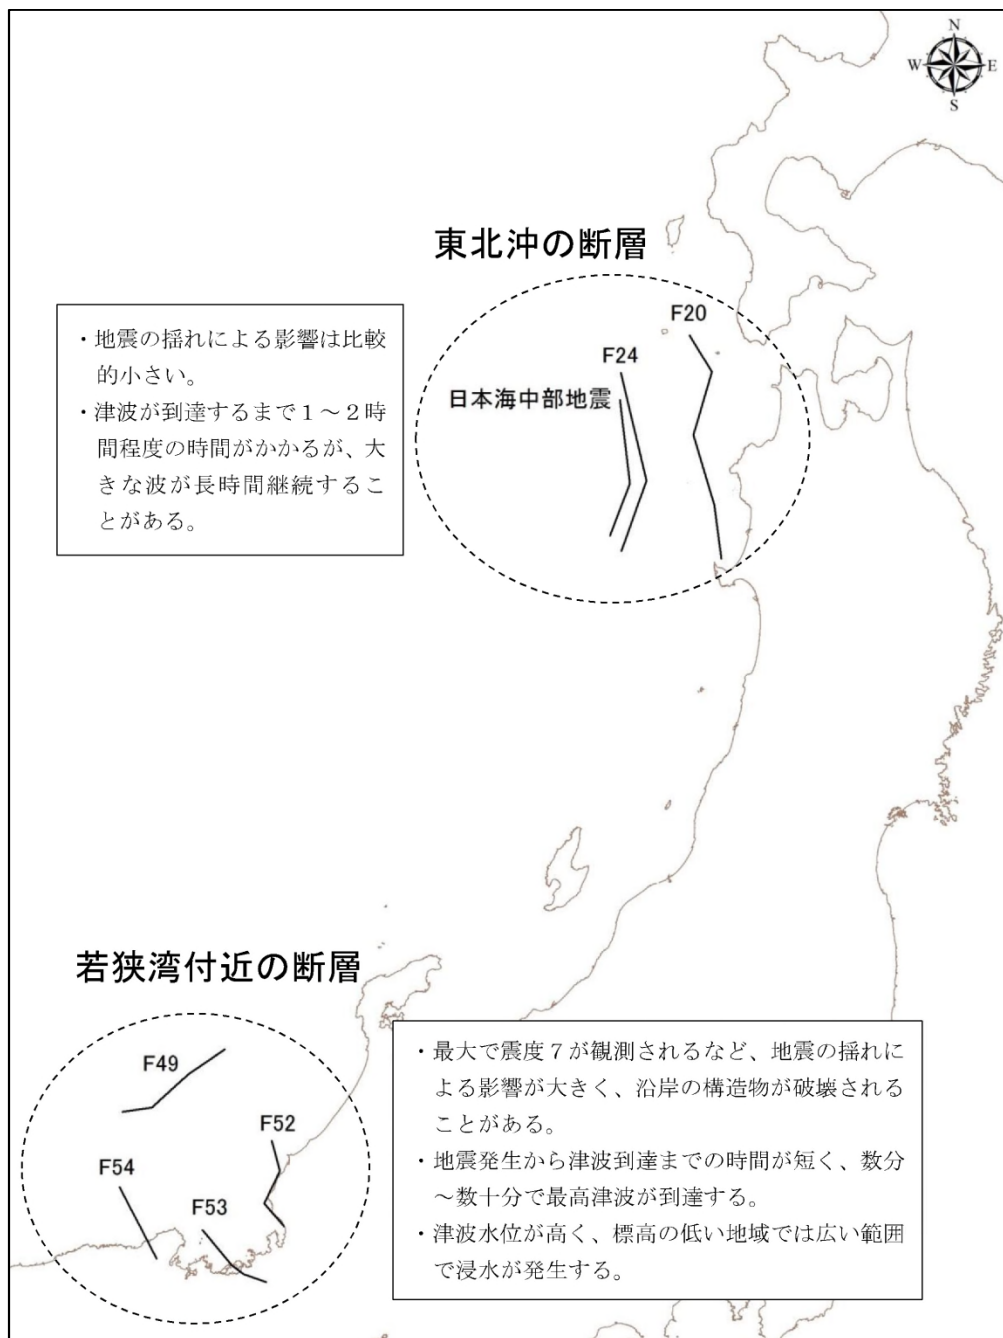 N
W E
S
東北沖の断層
・地震の揺れによる影響は比較
的小さい。
・津波が到達するまで１～２時
間程度の時間がかかるが、大
きな波が長時間継続するこ
とがある。
F20
F24
日本海中部地震
若狭湾付近の断層
F49
F52
F54
F53
・最大で震度７が観測されるなど、地震の揺れに
よる影響が大きく、沿岸の構造物が破壊される
ことがある。
・地震発生から津波到達までの時間が短く、数分
～数十分で最高津波が到達する。
・津波水位が高く、標高の低い地域では広い範囲
で浸水が発生する。